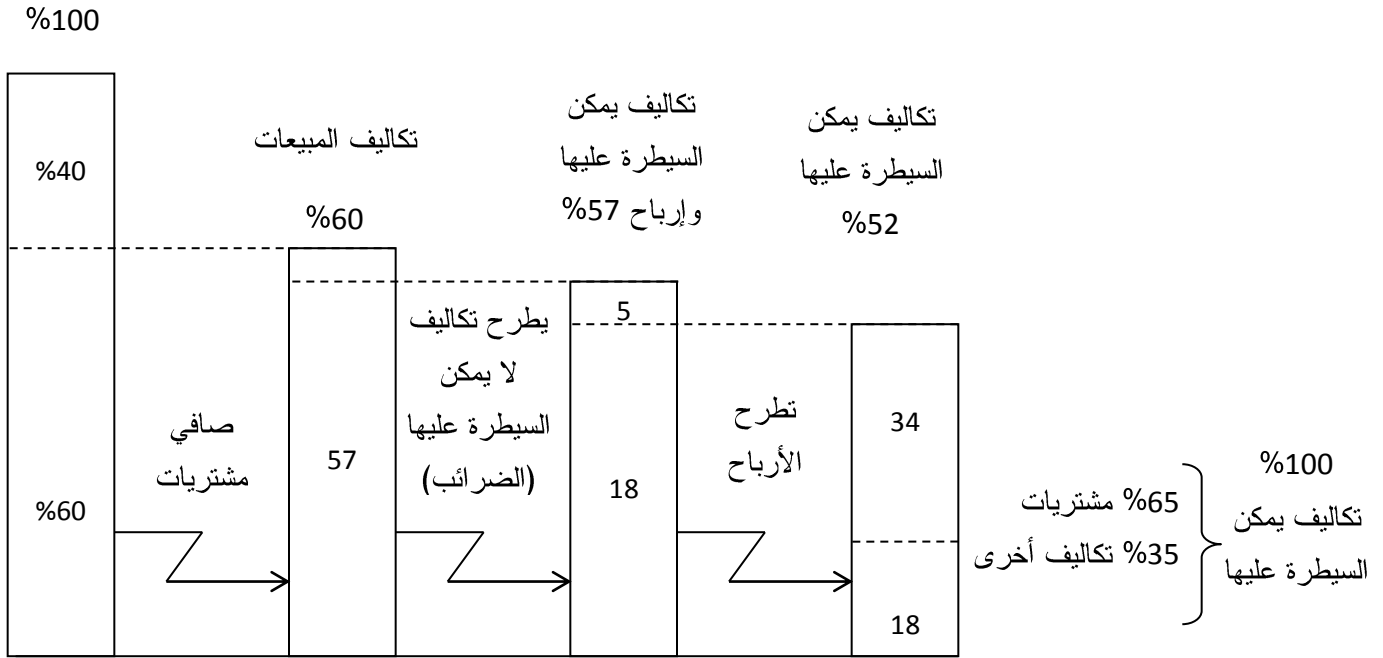 %100
%40
%60
صافي
مشتريات
تكاليف المبيعات
%60
57
يطرح تكاليف
لا يمكن
السيطرة عليها
(الضرائب)
تكاليف يمكن
السيطرة عليها
وإرباح 57%
5
18
تطرح
الأرباح
تكاليف يمكن
السيطرة عليها
%52
34
18
%65 مشتريات
%35 تكاليف أخرى
%100
تكاليف يمكن
السيطرة عليها